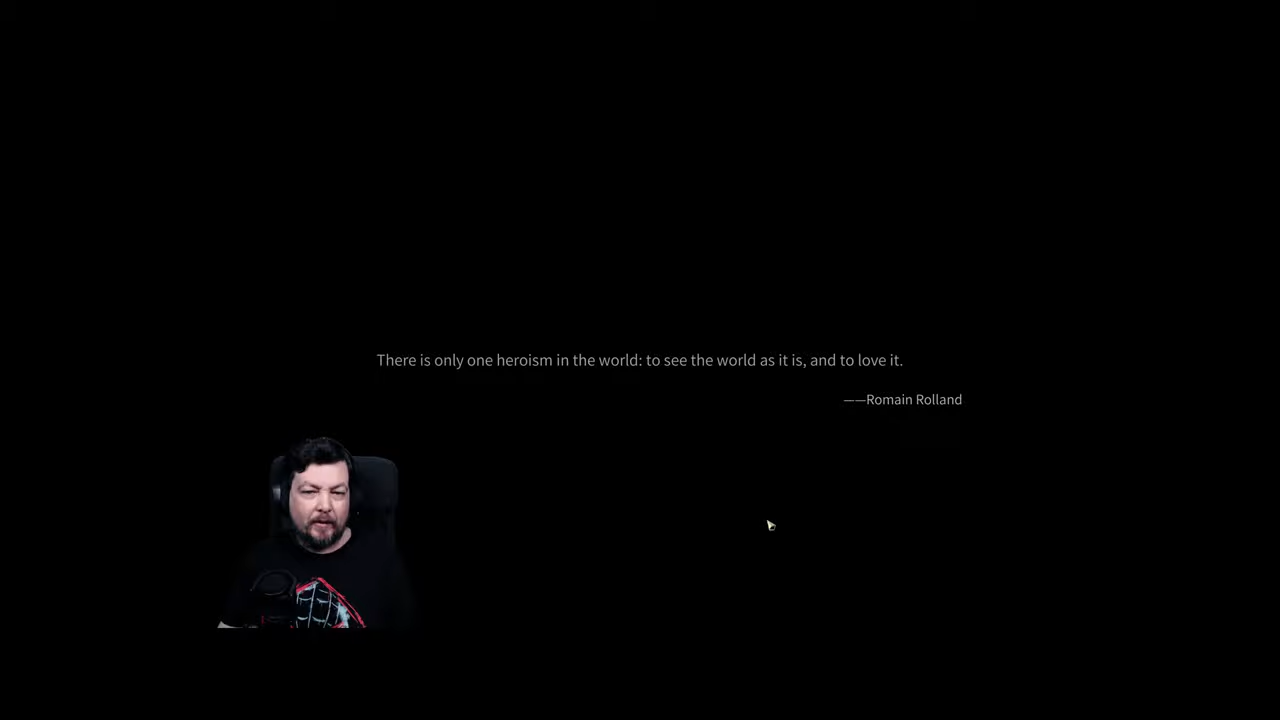 There is only one heroism in the world: to see the world as it is, and to love it.
——Romain Rolland